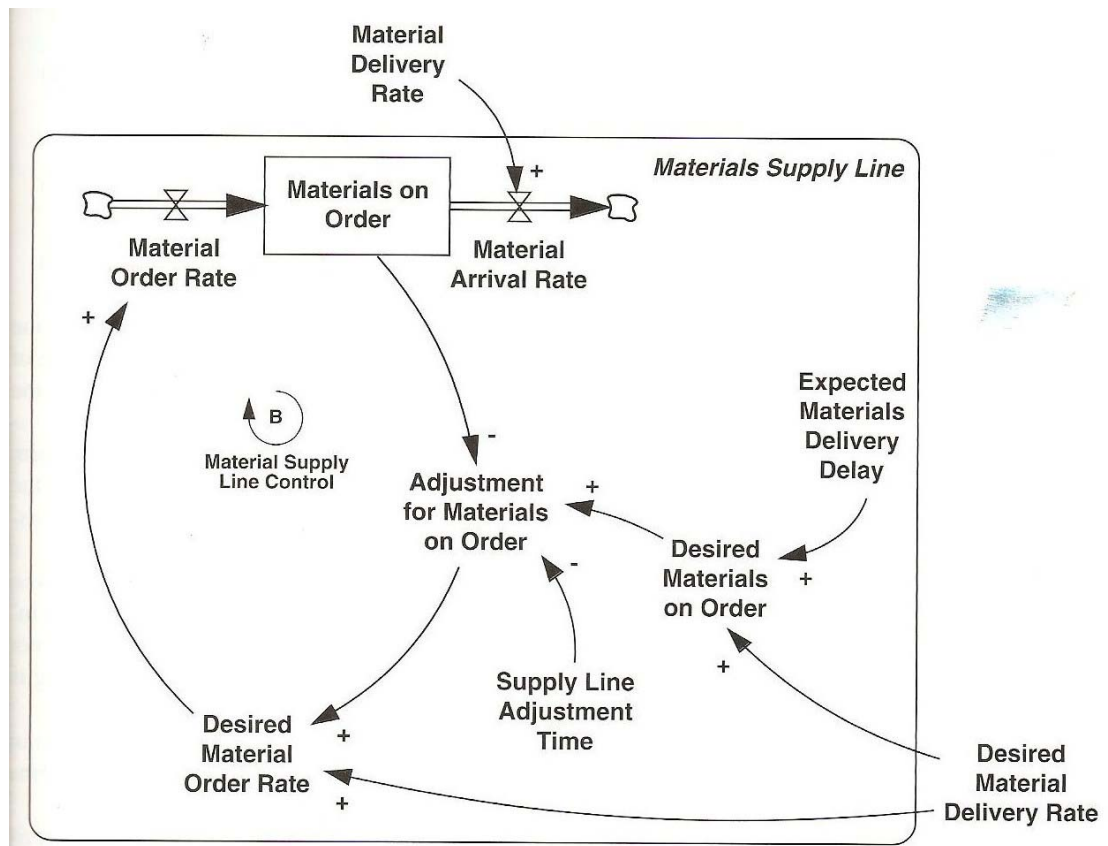 Material
Delivery
Rate
+
Materials Supply Line
Materials on
Order
Material
Order Rate
Material
Arrival Rate
+
B
Material Supply
Line Control
Expected
Materials
Delivery
Delay
-
Adjustment
for Materials
on Order
+
Desired
Materials
on Order
+
-
+
Supply Line
Adjustment
Time
Desired
Material
Order Rate
+
+
Desired
Material
Delivery Rate